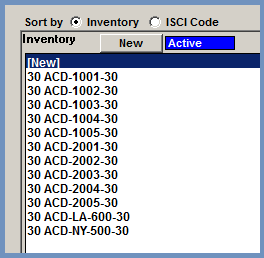 Sort by Inventory ISCI Code
Inventory New Active
[New]
30 ACD-1001-30
30 ACD-1002-30
30 ACD-1003-30
30 ACD-1004-30
30 ACD-1005-30
30 ACD-2001-30
30 ACD-2002-30
30 ACD-2003-30
30 ACD-2004-30
30 ACD-2005-30
30 ACD-LA-600-30
30 ACD-NY-500-30